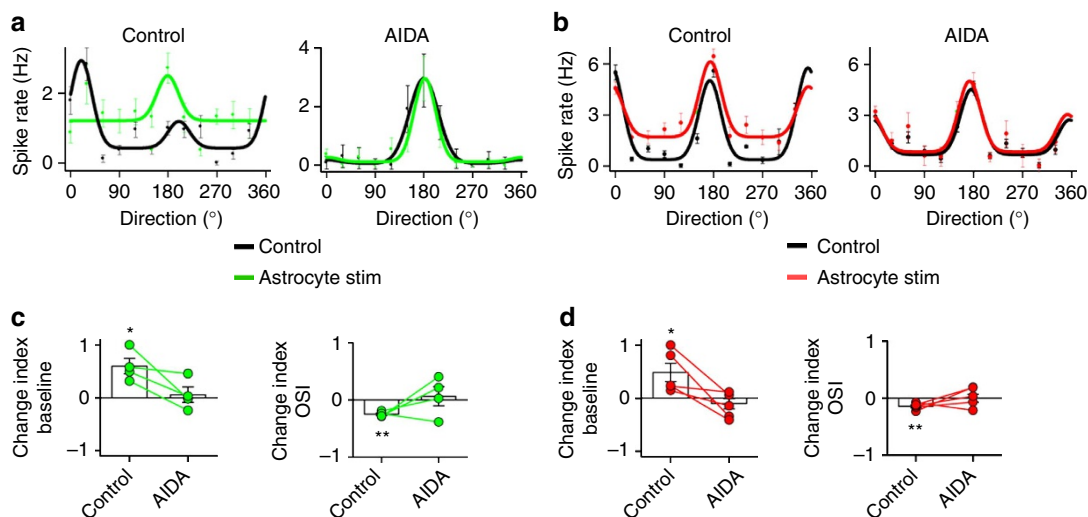 a
Control
AIDA
Spike rate (Hz)
2
0
0 90 180 270 360
Direction (°)
4
2
0
0 90 180 270 360
Direction (°)
Control
Astrocyte stim
b
Control
AIDA
Spike rate (Hz)
6
3
0
0 90 180 270 360
Direction (°)
6
3
0
0 90 180 270 360
Direction (°)
Control
Astrocyte stim
c
Change index
baseline
1
0
−1
*
Control
AIDA
Change index
OSI
1
0
−1
**
Control
AIDA
d
Change index
baseline
1
0
−1
*
Control
AIDA
Change index
OSI
1
0
−1
**
Control
AIDA